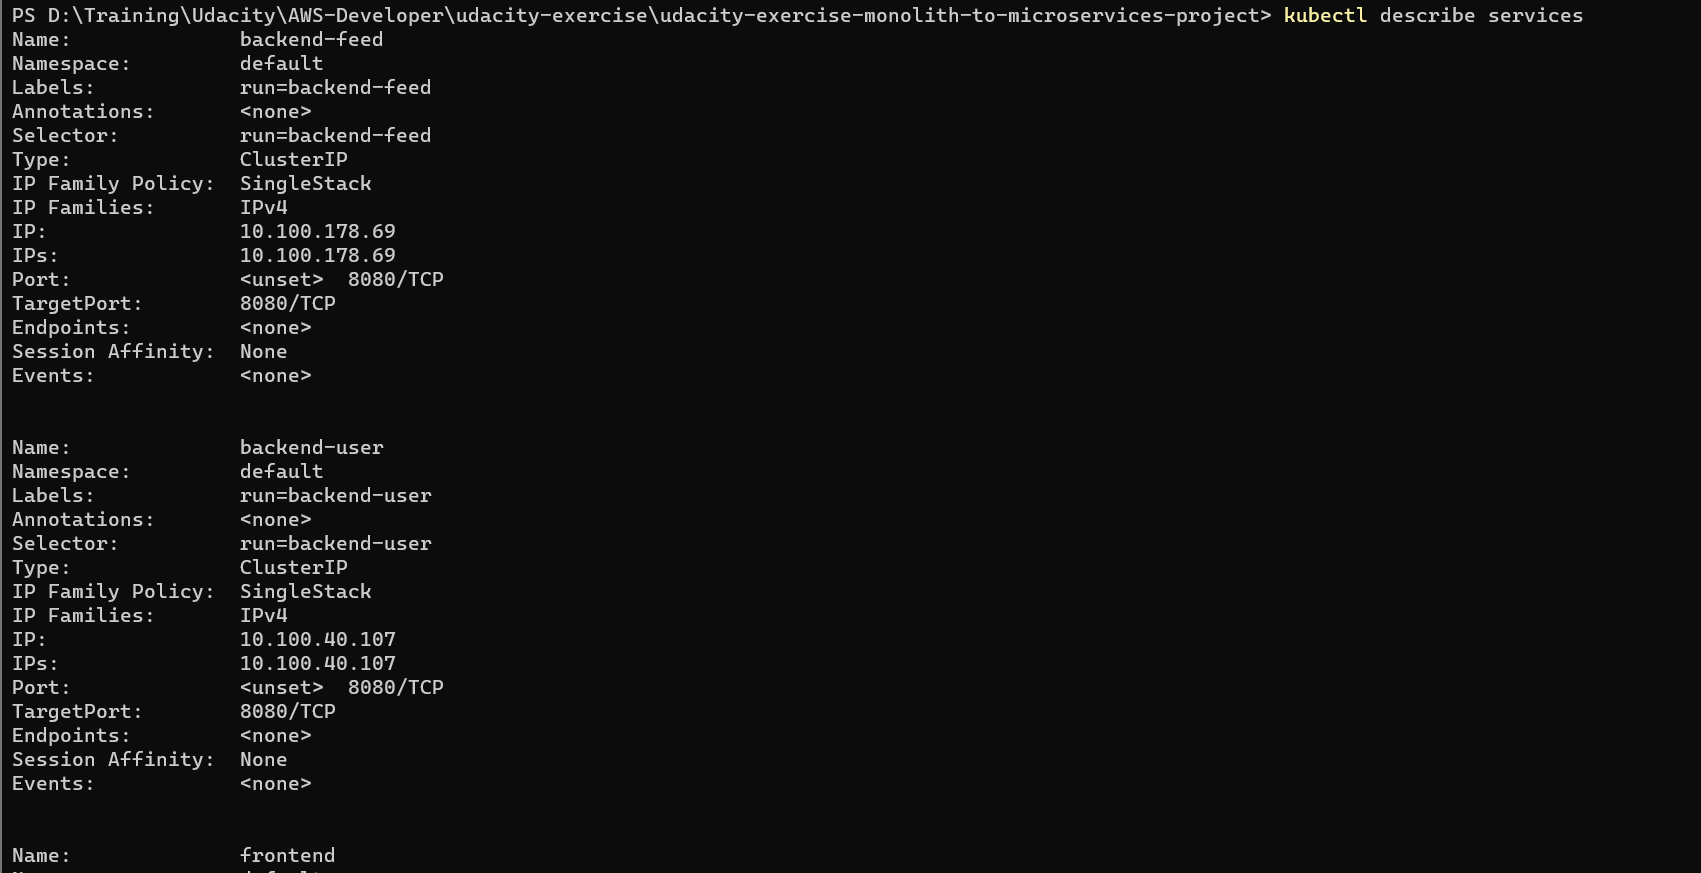 PS D:\Training\Udacity\AWS-Developer\udacity-exercise\udacity-exercise-monolith-to-microservices-project> kubectl describe services
Name:              backend-feed
Namespace:         default
Labels:            run=backend-feed
Annotations:       <none>
Selector:          run=backend-feed
Type:              ClusterIP
IP Family Policy:  SingleStack
IP Families:       IPv4
IP:                10.100.178.69
IPs:               10.100.178.69
Port:              <unset>  8080/TCP
TargetPort:        8080/TCP
Endpoints:         <none>
Session Affinity:  None
Events:            <none>
Name:              backend-user
Namespace:         default
Labels:            run=backend-user
Annotations:       <none>
Selector:          run=backend-user
Type:              ClusterIP
IP Family Policy:  SingleStack
IP Families:       IPv4
IP:                10.100.40.107
IPs:               10.100.40.107
Port:              <unset>  8080/TCP
TargetPort:        8080/TCP
Endpoints:         <none>
Session Affinity:  None
Events:            <none>
Name:              frontend